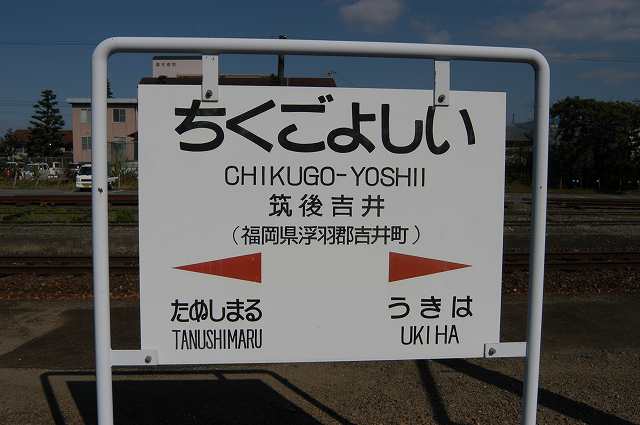 ちくごよしい
CHIKUGO-YOSHII
筑後吉井
（福岡県浮羽郡吉井町）
たぬしまる
TANUSHIMARU
うきは
UKIHA